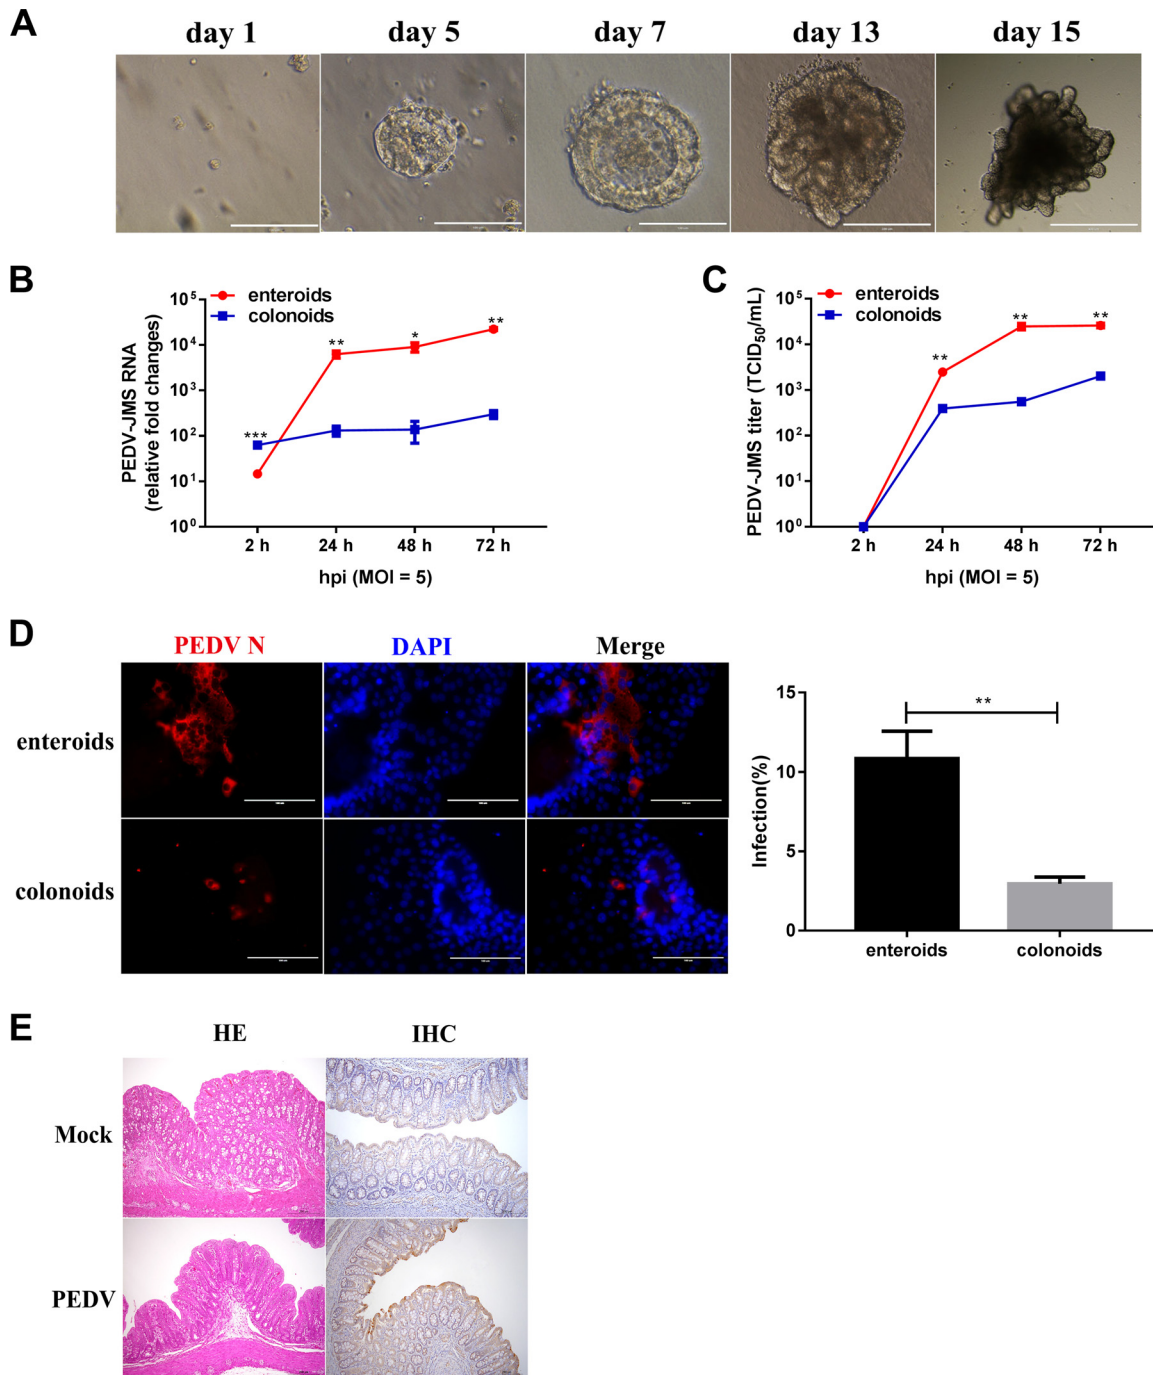 A
day 1 day 5 day 7 day 13 day 15
B
enteroids
colonoids
PEDV-JMS RNA
(relative fold changes)
10⁵
10⁴
10³
10²
10¹
10⁰
***
**
*
**
2 h 24 h 48 h 72 h
hpi (MOI = 5)
C
enteroids
colonoids
PEDV-JMS titer (TCID₅₀/mL)
10⁵
10⁴
10³
10²
10¹
10⁰
**
**
**
2 h 24 h 48 h 72 h
hpi (MOI = 5)
D
PEDV N DAPI Merge
enteroids
colonoids
Infection(%)
15
10
5
0
**
enteroids colonoids
E
HE IHC
Mock
PEDV